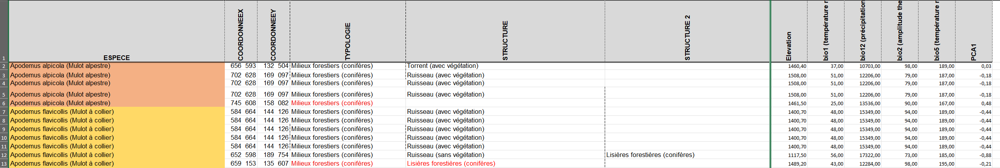 1 ESPECE COORDONNEEX COORDONNEEY TYPOLOGIE STRUCTURE STRUCTURE 2 Elevation bio1 (température bio12 (précipitation bio2 (amplitude the bio5 (température PCA1
2 Apodemus alpicola (Mulot alpestre) 656 593 132 504 Milieux forestiers (conifères) Torrent (avec végétation) 1460,40 37,00 10703,00 98,00 189,00 0,03
3 Apodemus alpicola (Mulot alpestre) 702 628 169 097 Milieux forestiers (conifères) Ruisseau (avec végétation) 1508,00 51,00 12206,00 79,00 187,00 -0,18
4 Apodemus alpicola (Mulot alpestre) 702 628 169 097 Milieux forestiers (conifères) Ruisseau (avec végétation) 1508,00 51,00 12206,00 79,00 187,00 -0,18
5 Apodemus alpicola (Mulot alpestre) 702 628 169 097 Milieux forestiers (conifères) Ruisseau (avec végétation) 1508,00 51,00 12206,00 79,00 187,00 -0,18
6 Apodemus alpicola (Mulot alpestre) 745 608 158 082 Milieux forestiers (conifères) 1461,50 25,00 13536,00 90,00 167,00 0,48
7 Apodemus flavicollis (Mulot à collier) 584 664 144 126 Milieux forestiers (conifères) Ruisseau (avec végétation) 1400,70 48,00 15349,00 94,00 189,00 -0,44
8 Apodemus flavicollis (Mulot à collier) 584 664 144 126 Milieux forestiers (conifères) Ruisseau (avec végétation) 1400,70 48,00 15349,00 94,00 189,00 -0,44
9 Apodemus flavicollis (Mulot à collier) 584 664 144 126 Milieux forestiers (conifères) Ruisseau (avec végétation) 1400,70 48,00 15349,00 94,00 189,00 -0,44
10 Apodemus flavicollis (Mulot à collier) 584 664 144 126 Milieux forestiers (conifères) Ruisseau (avec végétation) 1400,70 48,00 15349,00 94,00 189,00 -0,44
11 Apodemus flavicollis (Mulot à collier) 584 664 144 126 Milieux forestiers (conifères) Ruisseau (avec végétation) 1400,70 48,00 15349,00 94,00 189,00 -0,44
12 Apodemus flavicollis (Mulot à collier) 652 598 189 754 Milieux forestiers (conifères) Ruisseau (sans végétation) Lisières forestières (conifères) 1117,50 56,00 17322,00 73,00 185,00 -0,88
13 Apodemus flavicollis (Mulot à collier) 659 153 135 607 Milieux forestiers (conifères) Lisières forestières (conifères) 1489,20 43,00 12284,00 98,00 195,00 -0,21